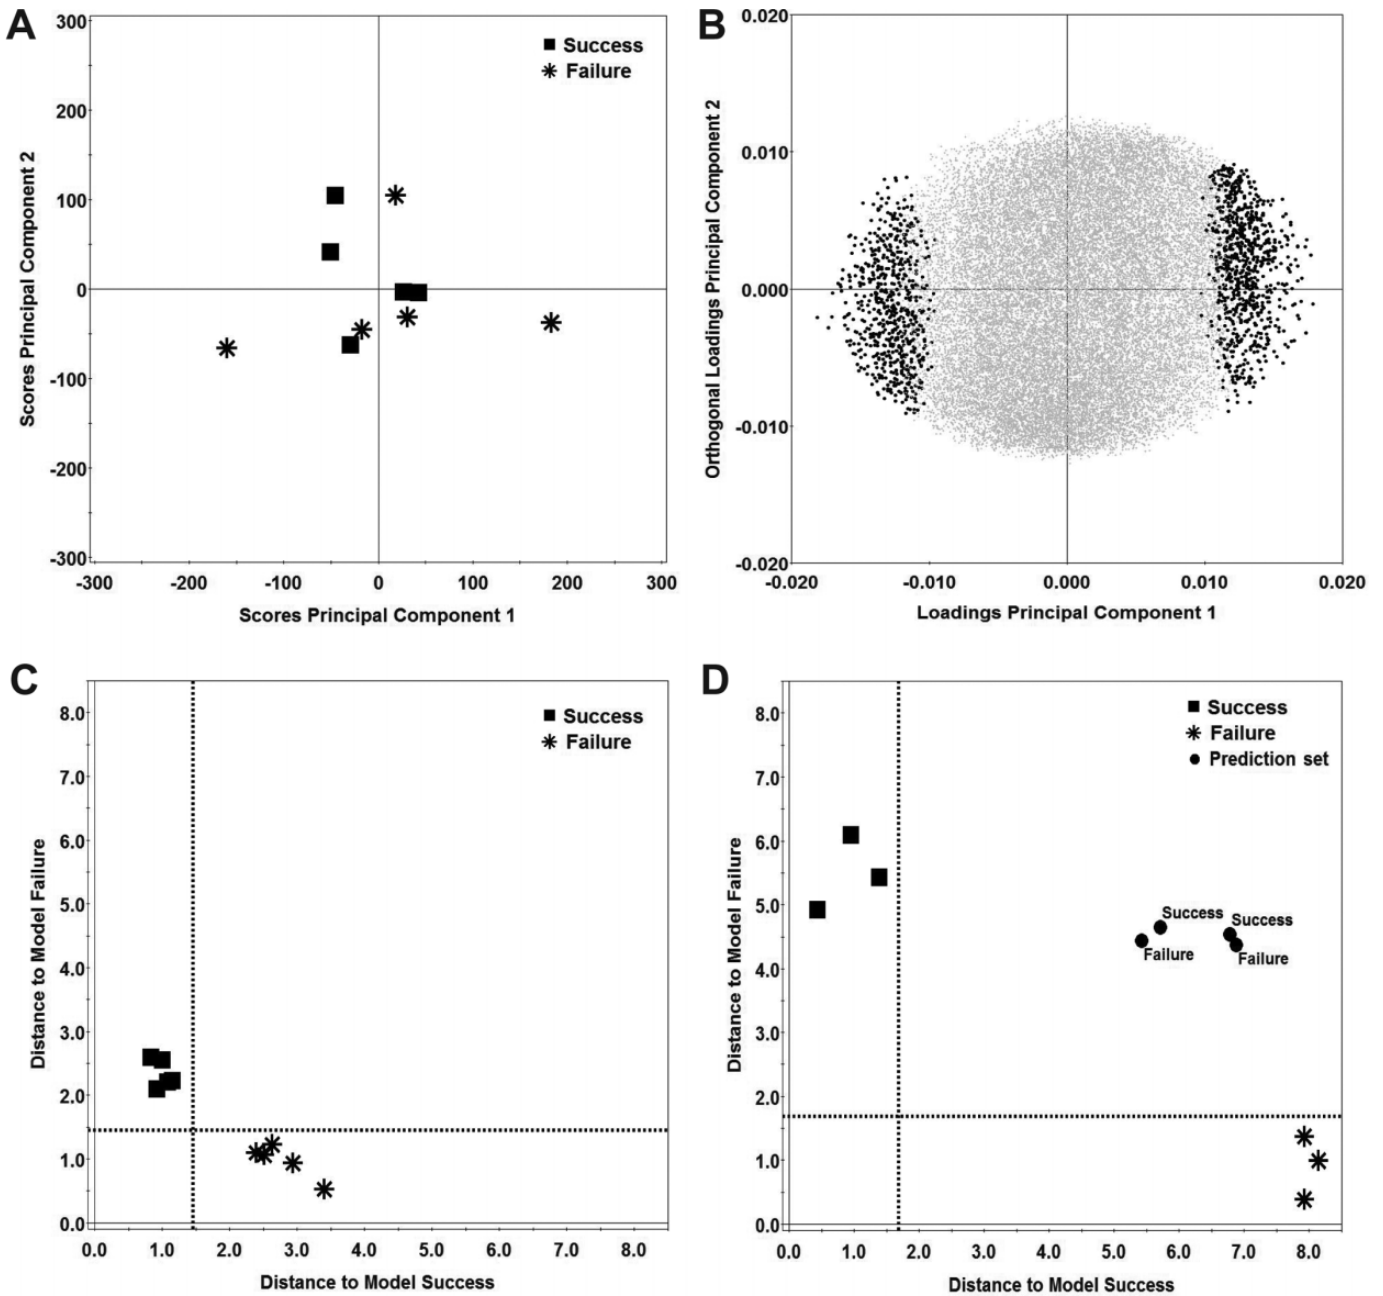 A
300
200
100
0
-100
-200
-300
-300
-200
-100
0
100
200
300
Scores Principal Component 2
Scores Principal Component 1
Success
Failure
B
0.020
0.010
0.000
-0.010
-0.020
-0.020
-0.010
0.000
0.010
0.020
Orthogonal Loadings Principal Component 2
Loadings Principal Component 1
C
8.0
7.0
6.0
5.0
4.0
3.0
2.0
1.0
0.0
0.0
1.0
2.0
3.0
4.0
5.0
6.0
7.0
8.0
Distance to Model Failure
Distance to Model Success
Success
Failure
D
8.0
7.0
6.0
5.0
4.0
3.0
2.0
1.0
0.0
0.0
1.0
2.0
3.0
4.0
5.0
6.0
7.0
8.0
Distance to Model Failure
Distance to Model Success
Success
Failure
Prediction set
Success
Failure
Success
Failure